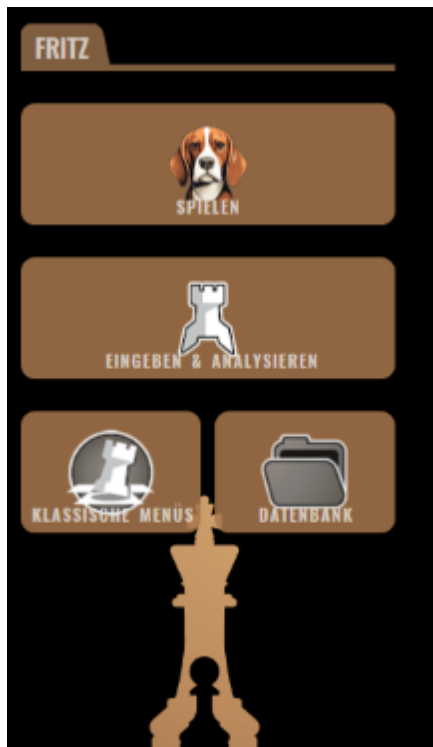 FRITZ
SPIELEN
EINGEBEN & ANALYSIEREN
KLASSISCHE MENÜS
DATENBANK